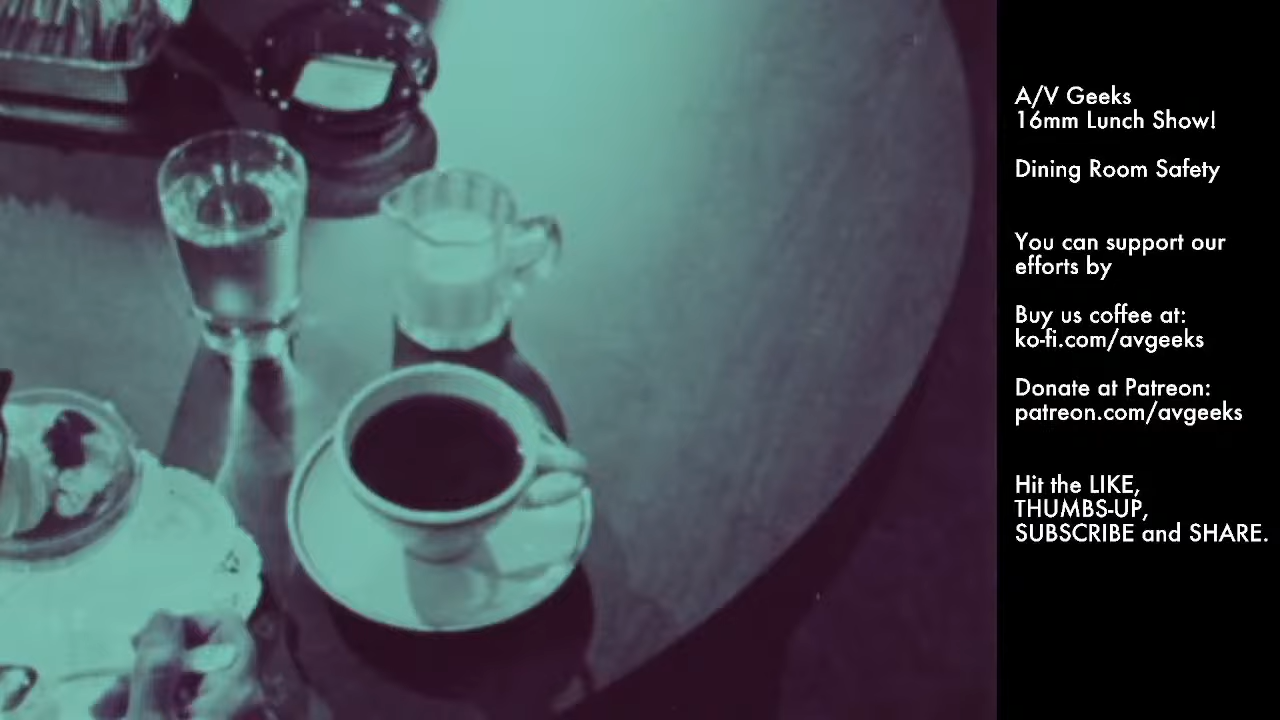 A/V Geeks
16mm Lunch Show!
Dining Room Safety
You can support our
efforts by
Buy us coffee at:
ko-fi.com/avgeeks
Donate at Patreon:
patreon.com/avgeeks
Hit the LIKE,
THUMBS-UP,
SUBSCRIBE and SHARE.